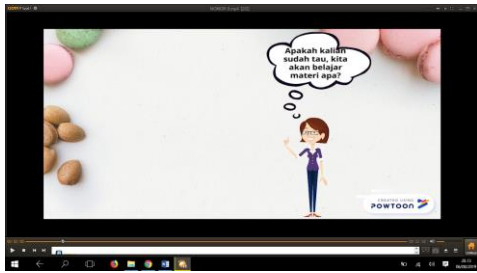 Apakah kalian
sudah tau, kita
akan belajar
materi apa?
CREATED USING
POWTOON